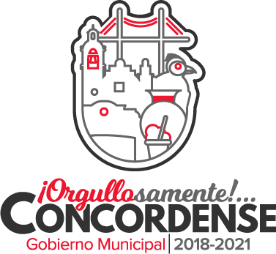 ¡Orgullosamente!...
CONCORDENSE
Gobierno Municipal | 2018-2021